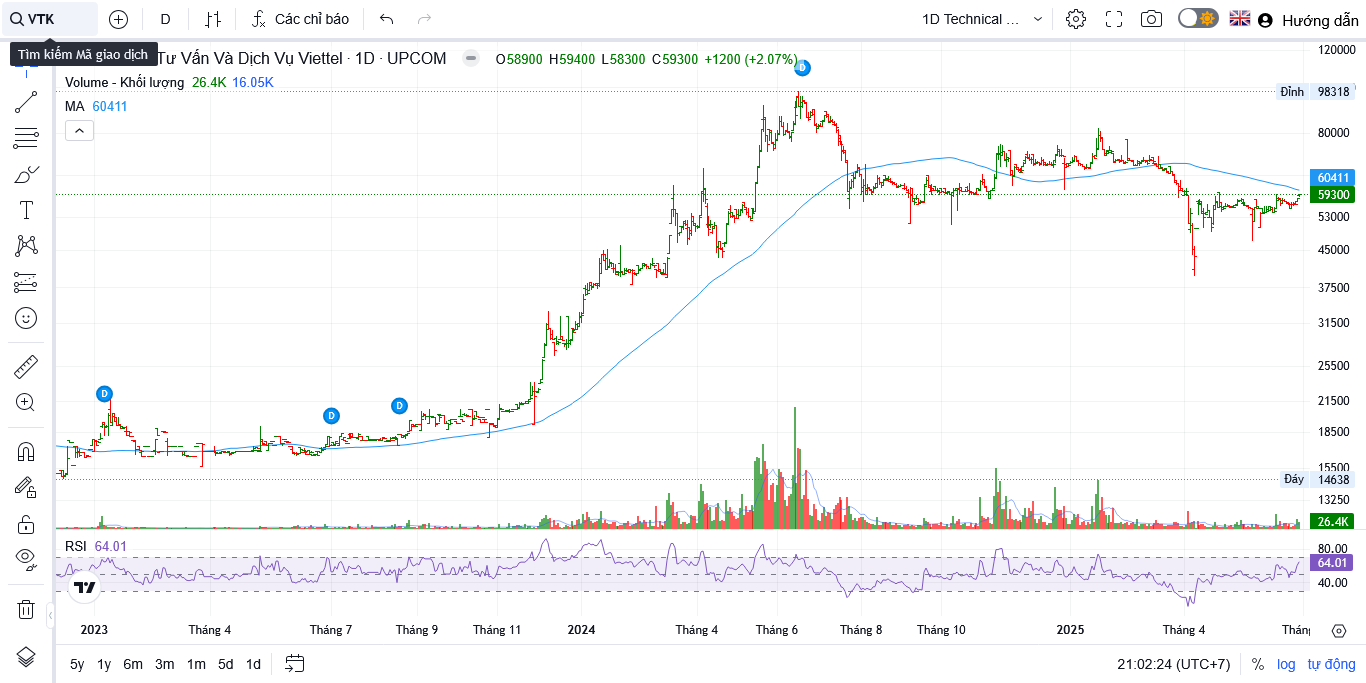 VTK
D
Các chỉ báo
1D Technical ...
Hướng dẫn
Tìm kiếm Mã giao dịch
Tư Vấn Và Dịch Vụ Viettel · 1D · UPCOM
O58900 H59400 L58300 C59300 +1200 (+2.07%)
Volume - Khối lượng 26.4K 16.05K
MA 60411
D
D
D
D
120000
Đỉnh 98318
80000
60411
59300
53000
45000
37500
31500
25500
21500
18500
15500
Đáy 14638
13250
26.4K
RSI 64.01
80.00
64.01
40.00
2023 Tháng 4 Tháng 7 Tháng 9 Tháng 11 2024 Tháng 4 Tháng 6 Tháng 8 Tháng 10 2025 Tháng 4 Thán
5y 1y 6m 3m 1m 5d 1d
21:02:24 (UTC+7) % log tự động